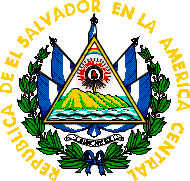 REPUBLICA DE EL SALVADOR EN LA AMERICA CENTRAL